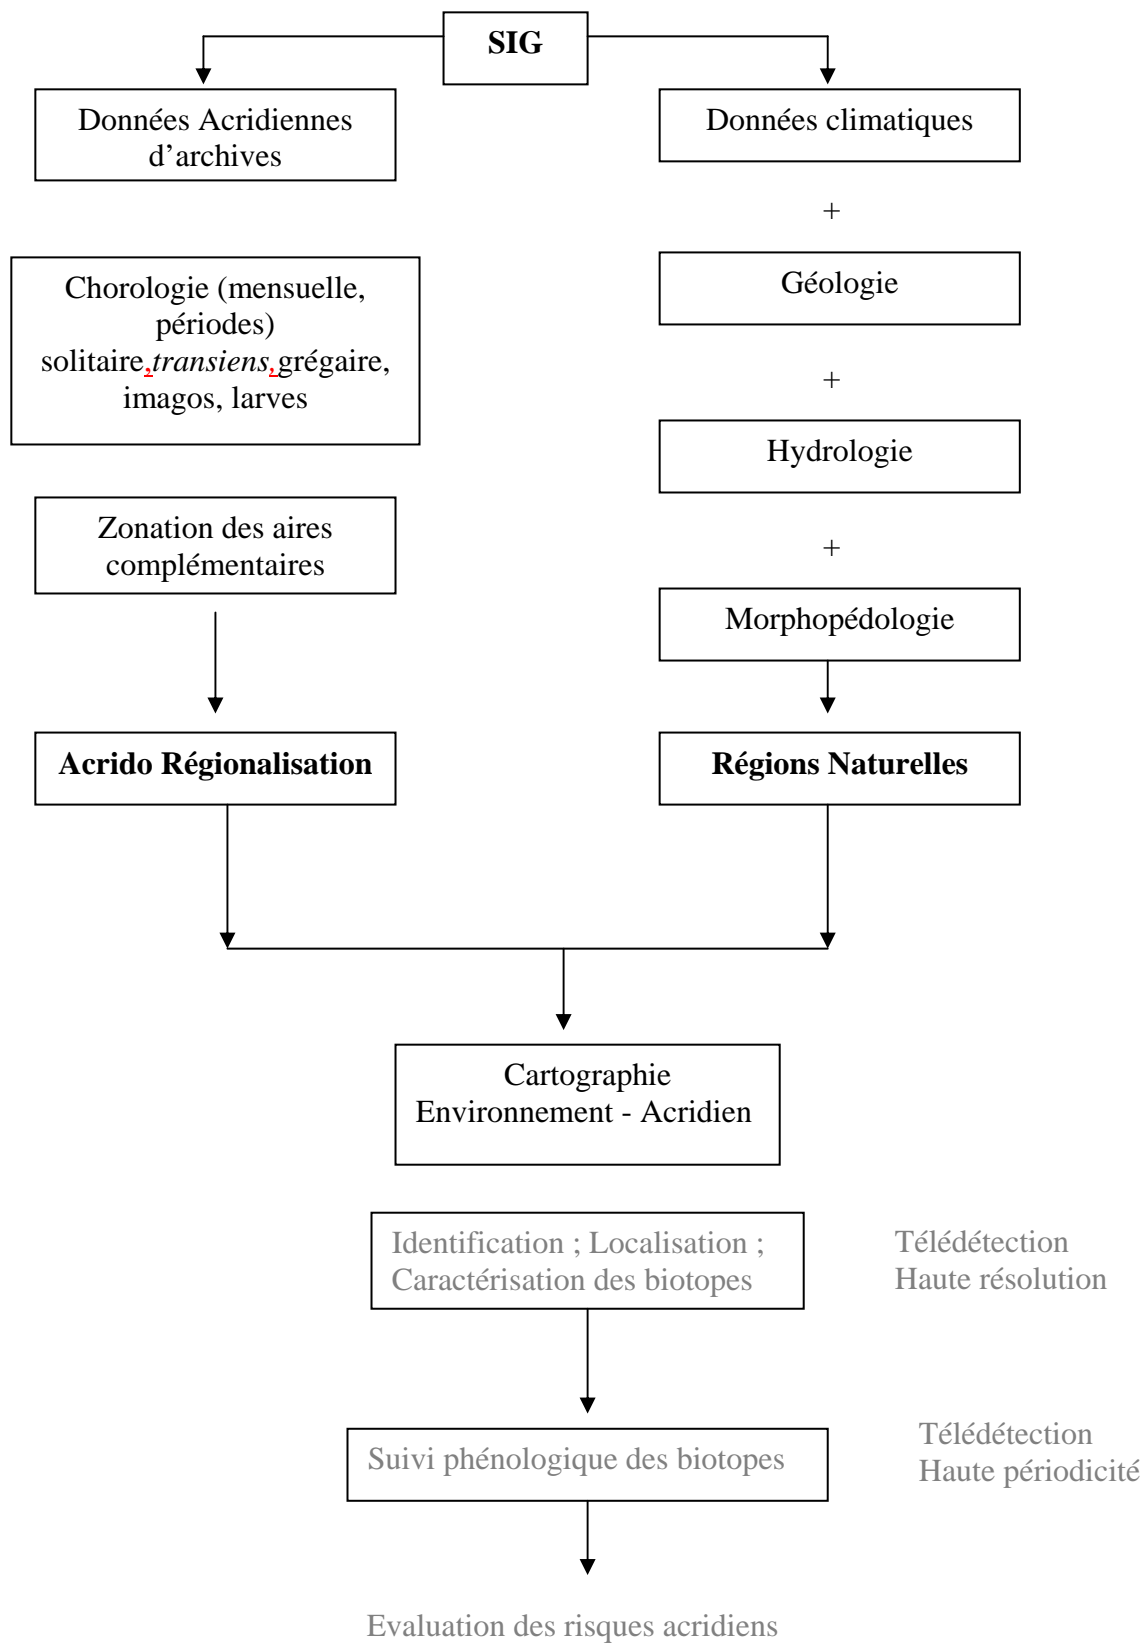 SIG
Données Acridiennes
d’archives
Données climatiques
+
Géologie
+
Hydrologie
+
Morphopédologie
Chorologie (mensuelle,
périodes)
solitaire,transiens,grégaire,
imagos, larves
Zonation des aires
complémentaires
Acrido Régionalisation
Régions Naturelles
Cartographie
Environnement - Acridien
Identification ; Localisation ;
Caractérisation des biotopes
Télédétection
Haute résolution
Suivi phénologique des biotopes
Télédétection
Haute périodicité
Evaluation des risques acridiens